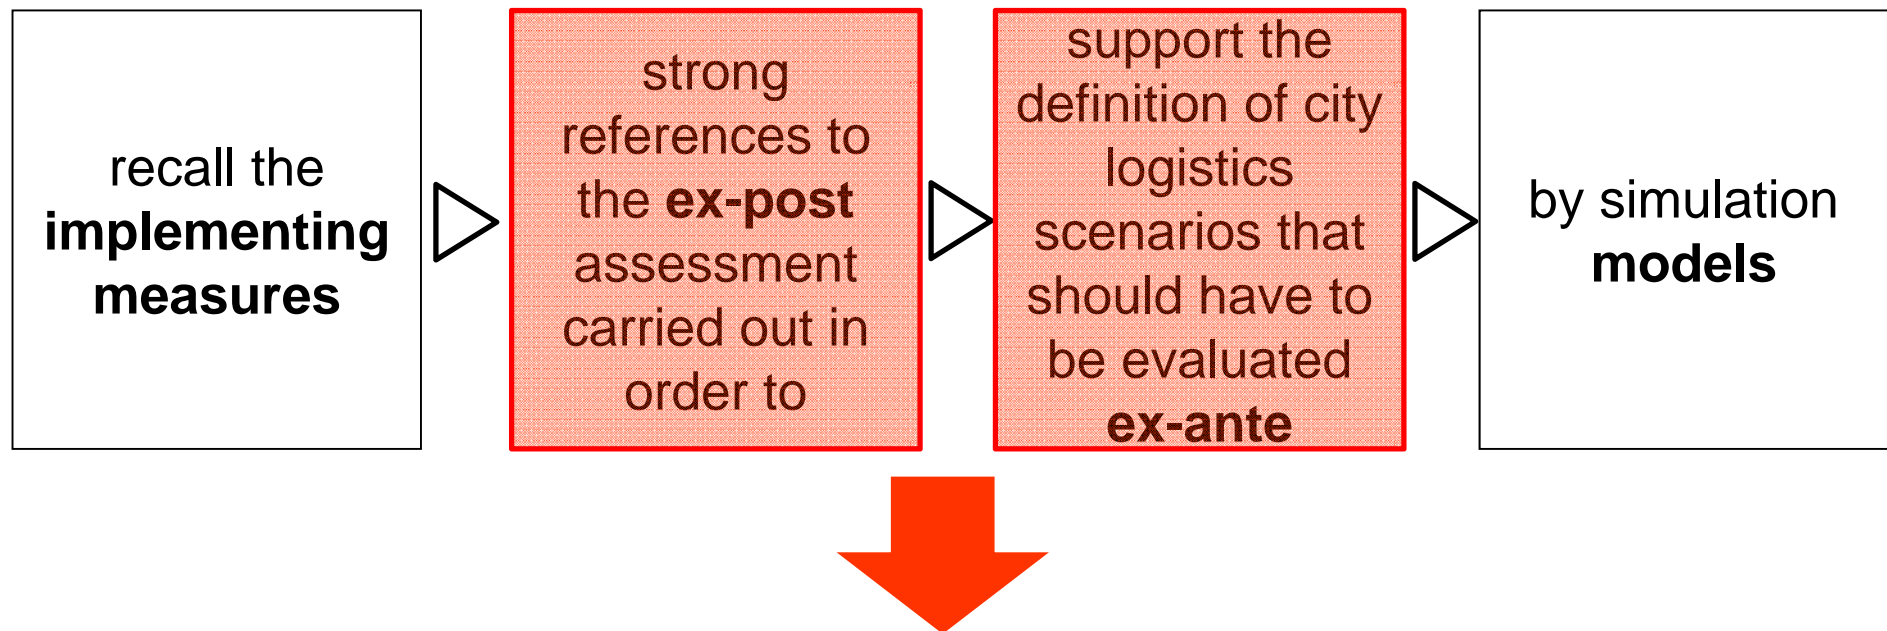 recall the
implementing
measures
strong
references to
the ex-post
assessment
carried out in
order to
support the
definition of city
logistics
scenarios that
should have to
be evaluated
ex-ante
by simulation
models